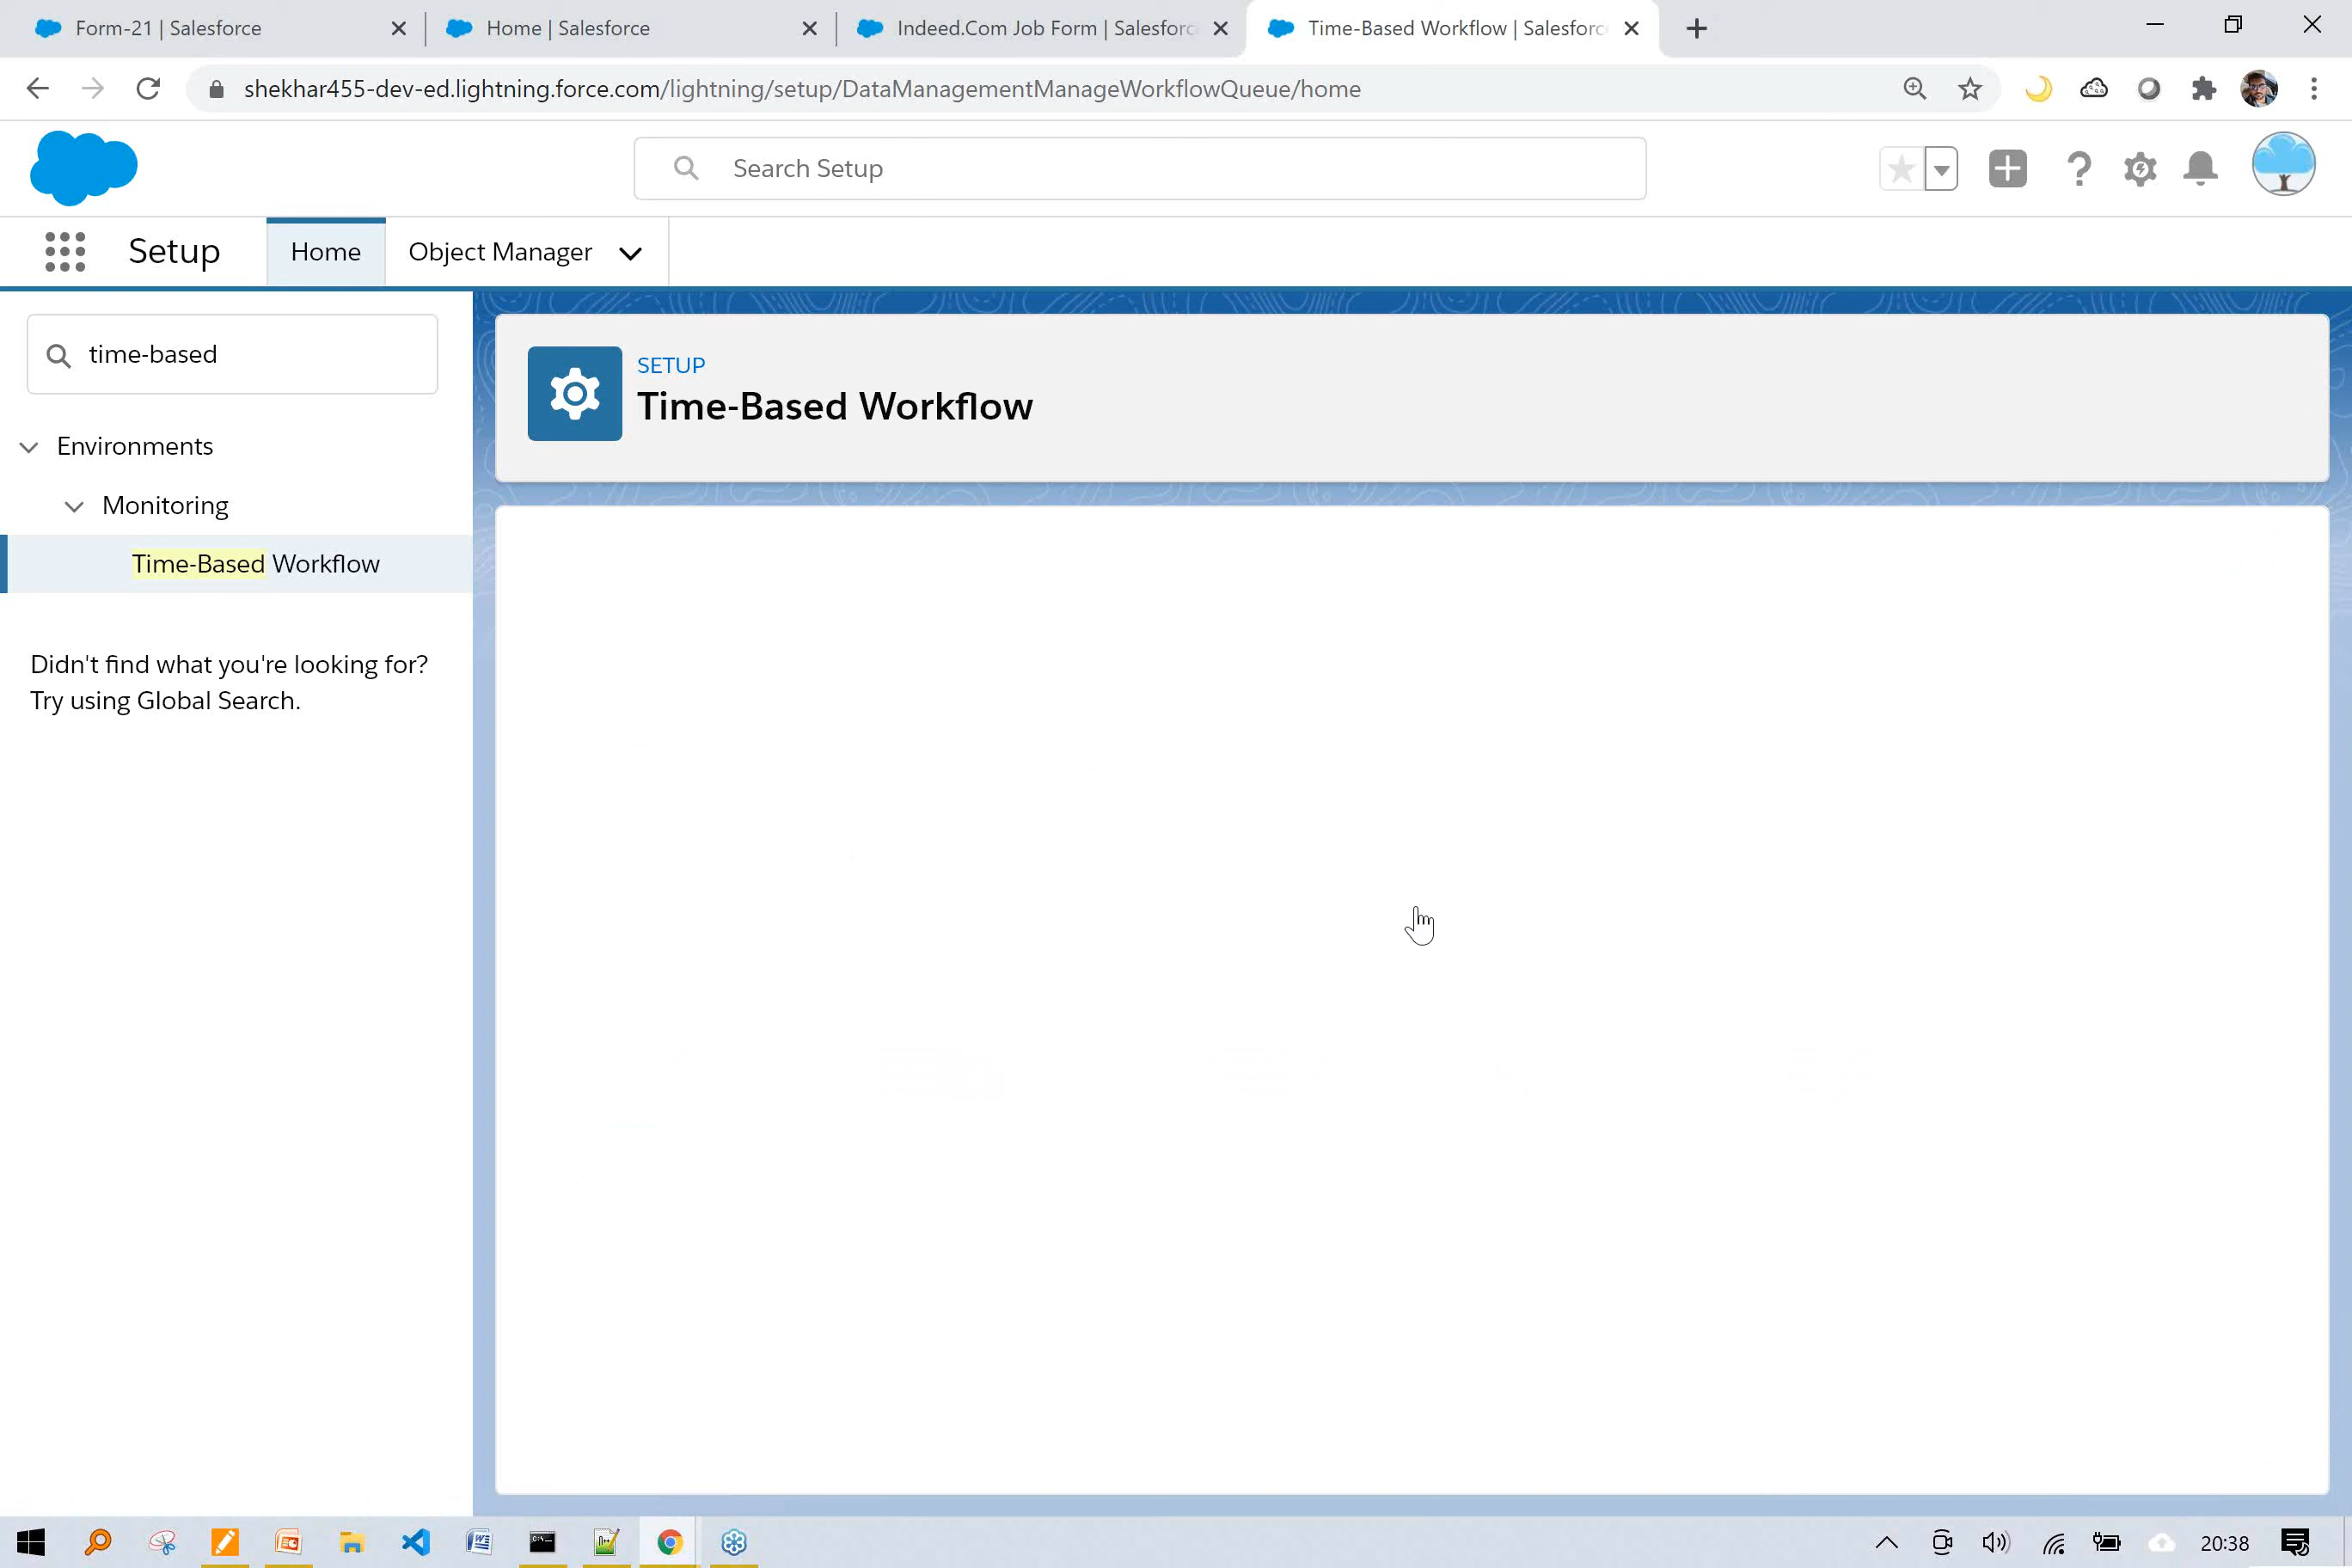 Form-21 | Salesforce
Home | Salesforce
Indeed.Com Job Form | Salesforc
Time-Based Workflow | Salesforc
shekhar455-dev-ed.lightning.force.com/lightning/setup/DataManagementManageWorkflowQueue/home
Search Setup
Setup
Home
Object Manager
time-based
SETUP
Time-Based Workflow
Environments
Monitoring
Time-Based Workflow
Didn't find what you're looking for?
Try using Global Search.
20:38